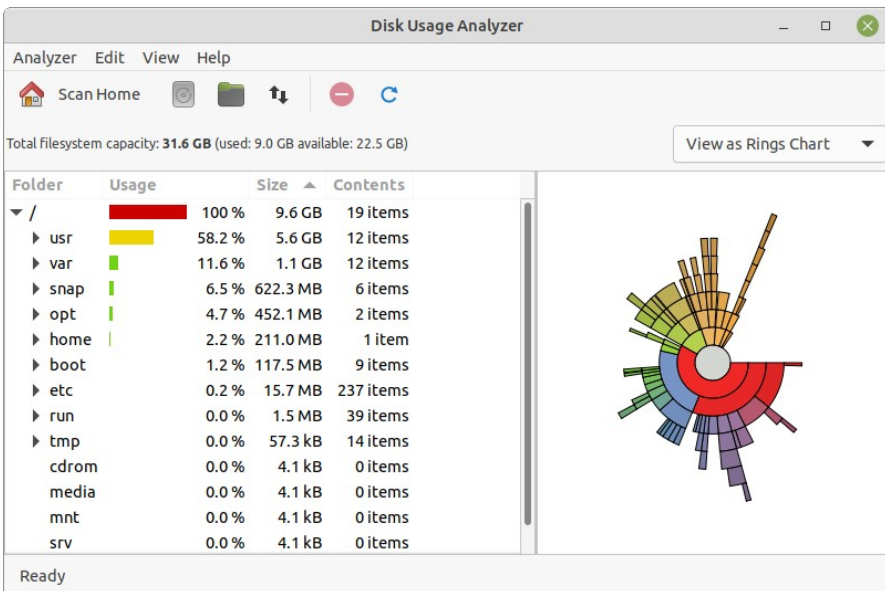 Disk Usage Analyzer
Analyzer Edit View Help
Scan Home
Total filesystem capacity: 31.6 GB (used: 9.0 GB available: 22.5 GB)
View as Rings Chart
Folder Usage Size Contents
/ 100 % 9.6 GB 19 items
usr 58.2 % 5.6 GB 12 items
var 11.6 % 1.1 GB 12 items
snap 6.5 % 622.3 MB 6 items
opt 4.7 % 452.1 MB 2 items
home 2.2 % 211.0 MB 1 item
boot 1.2 % 117.5 MB 9 items
etc 0.2 % 15.7 MB 237 items
run 0.0 % 1.5 MB 39 items
tmp 0.0 % 57.3 kB 14 items
cdrom 0.0 % 4.1 kB 0 items
media 0.0 % 4.1 kB 0 items
mnt 0.0 % 4.1 kB 0 items
srv 0.0 % 4.1 kB 0 items
Ready